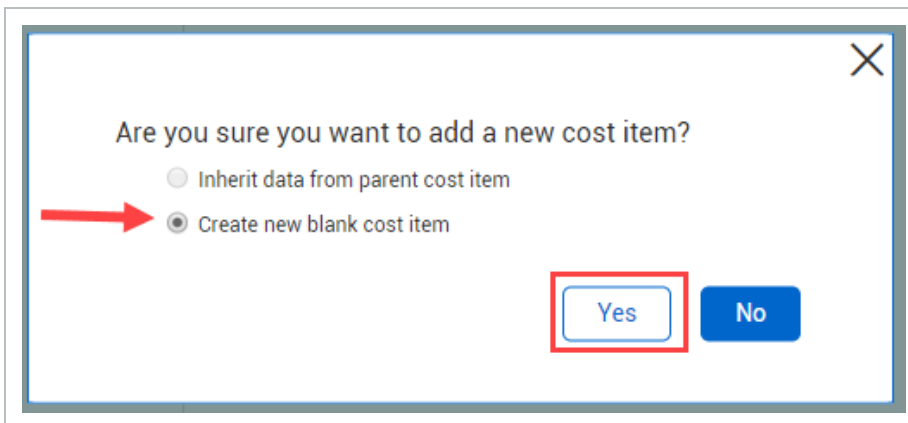 Are you sure you want to add a new cost item?
Inherit data from parent cost item
Create new blank cost item
Yes No